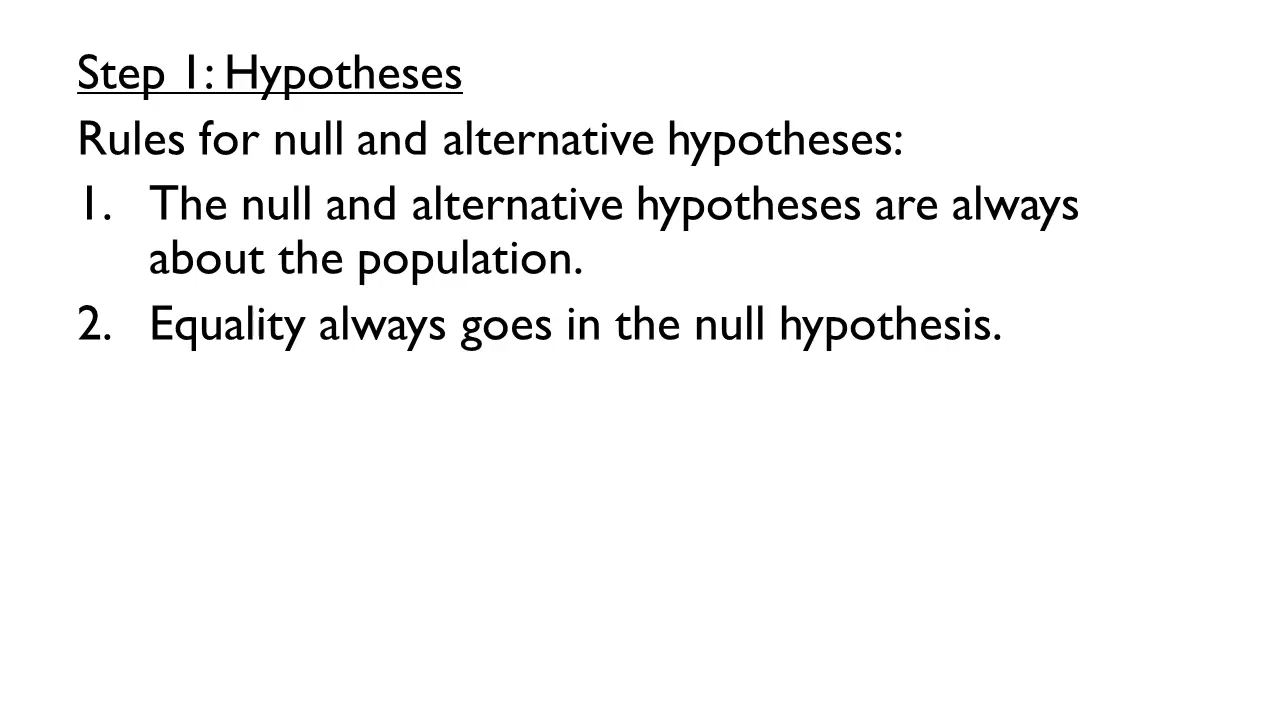 Step 1: Hypotheses
Rules for null and alternative hypotheses:
1. The null and alternative hypotheses are always
about the population.
2. Equality always goes in the null hypothesis.